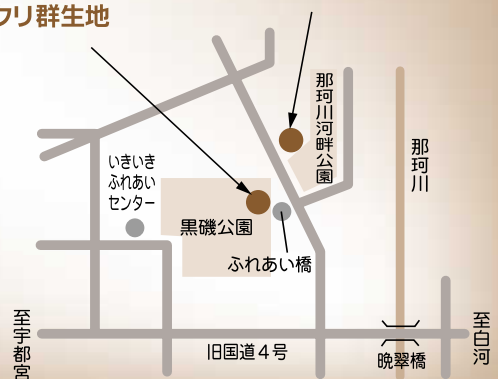 クリ群生地
那珂川河畔公園
那珂川
いきいき
ふれあい
センター
黒磯公園
ふれあい橋
至宇都宮
旧国道4号
晩翠橋
至白河